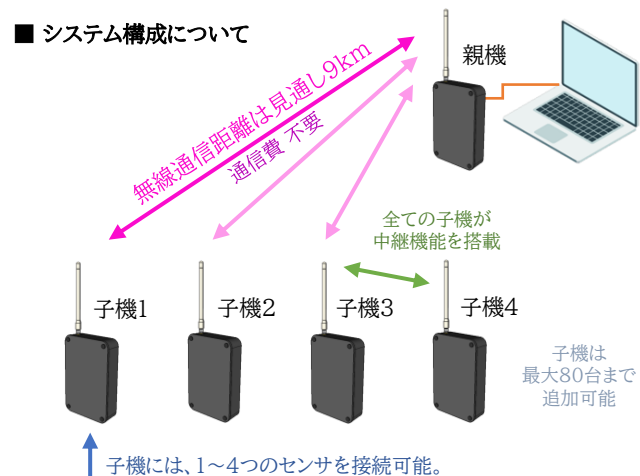 ■ システム構成について
親機
無線通信距離は見通し9km
通信費 不要
全ての子機が
中継機能を搭載
子機1
子機2
子機3
子機4
子機は
最大80台まで
追加可能
子機には、1～4つのセンサを接続可能。